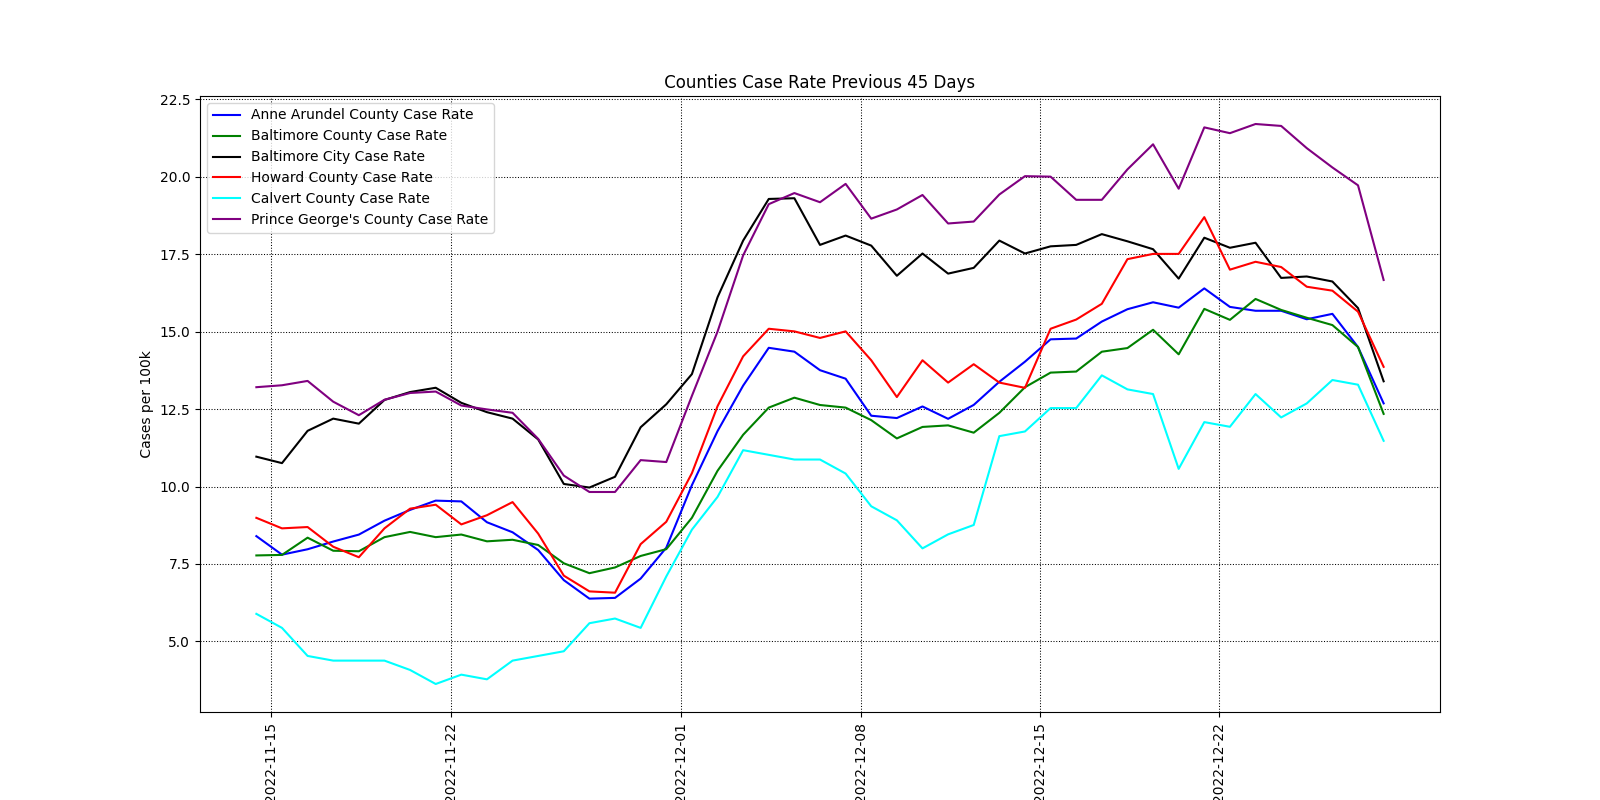 Counties Case Rate Previous 45 Days
22.5
20.0
17.5
15.0
12.5
10.0
7.5
5.0
Cases per 100k
Anne Arundel County Case Rate
Baltimore County Case Rate
Baltimore City Case Rate
Howard County Case Rate
Calvert County Case Rate
Prince George's County Case Rate
2022-11-15
2022-11-22
2022-12-01
2022-12-08
2022-12-15
2022-12-22